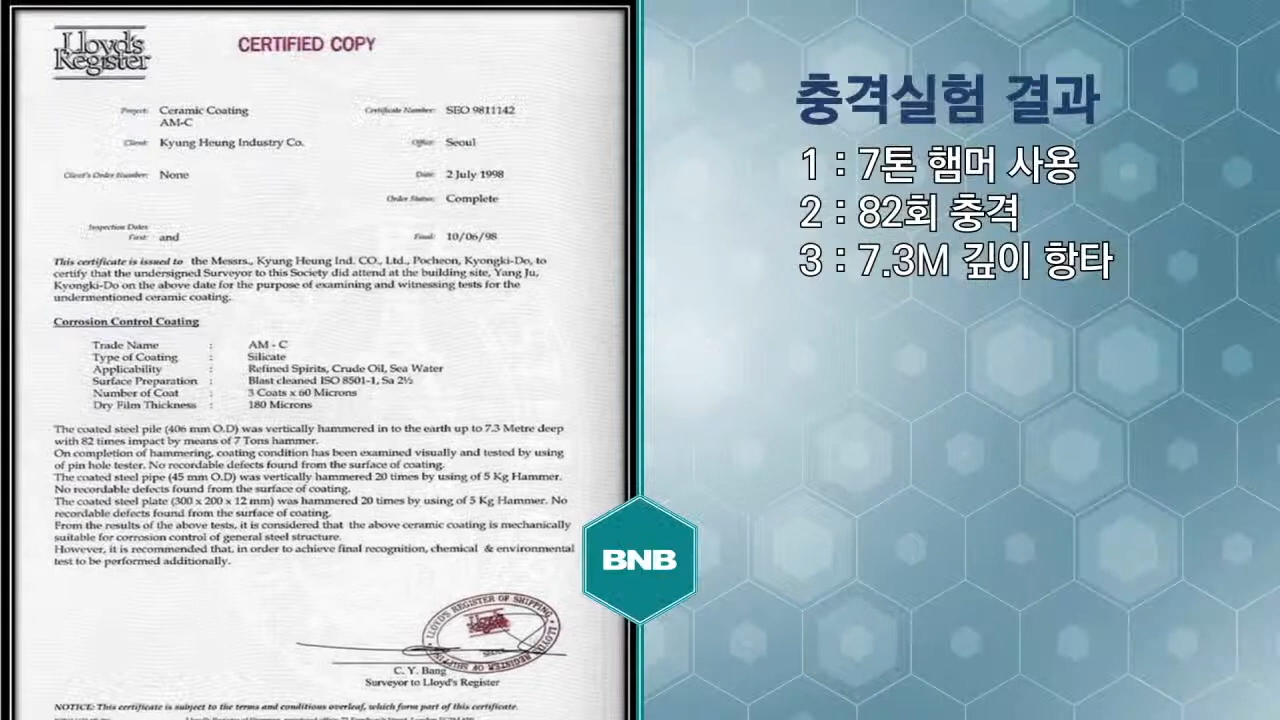 Lloyd's
Register
CERTIFIED COPY
Project: Ceramic Coating
AM-C
Certificate Number: SEO 9811142
Client: Kyung Heung Industry Co.
Office: Seoul
Client's Order Number: None
Date: 2 July 1998
Order Status: Complete
Inspection Dates
First: and
Final: 10/06/98
This certificate is issued to the Messrs., Kyung Heung Ind. CO., Ltd., Pocheon, Kyongki-Do, to
certify that the undersigned Surveyor to this Society did attend at the building site, Yang Ju,
Kyongki-Do on the above date for the purpose of examining and witnessing tests for the
undermentioned ceramic coating.
Corrosion Control Coating
Trade Name : AM - C
Type of Coating : Silicate
Applicability : Refined Spirits, Crude Oil, Sea Water
Surface Preparation : Blast cleaned ISO 8501-1, Sa 2½
Number of Coat : 3 Coats x 60 Microns
Dry Film Thickness : 180 Microns
The coated steel pile (406 mm O.D) was vertically hammered in to the earth up to 7.3 Metre deep
with 82 times impact by means of 7 Tons hammer.
On completion of hammering, coating condition has been examined visually and tested by using
of pin hole tester. No recordable defects found from the surface of coating.
The coated steel pipe (45 mm O.D) was vertically hammered 20 times by using of 5 Kg Hammer.
No recordable defects found from the surface of coating.
The coated steel plate (300 x 200 x 12 mm) was hammered 20 times by using of 5 Kg Hammer. No
recordable defects found from the surface of coating.
From the results of the above tests, it is considered that the above ceramic coating is mechanically
suitable for corrosion control of general steel structure.
However, it is recommended that, in order to achieve final recognition, chemical & environmental
test to be performed additionally.
LLOYD'S REGISTER OF SHIPPING
C. Y. Bang
Surveyor to Lloyd's Register
NOTICE: This certificate is subject to the terms and conditions overleaf, which form part of this certificate.
충격실험 결과
1 : 7톤 햄머 사용
2 : 82회 충격
3 : 7.3M 깊이 항타
BNB